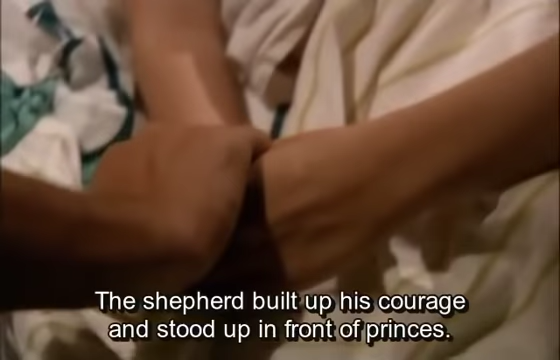 The shepherd built up his courage
and stood up in front of princes.